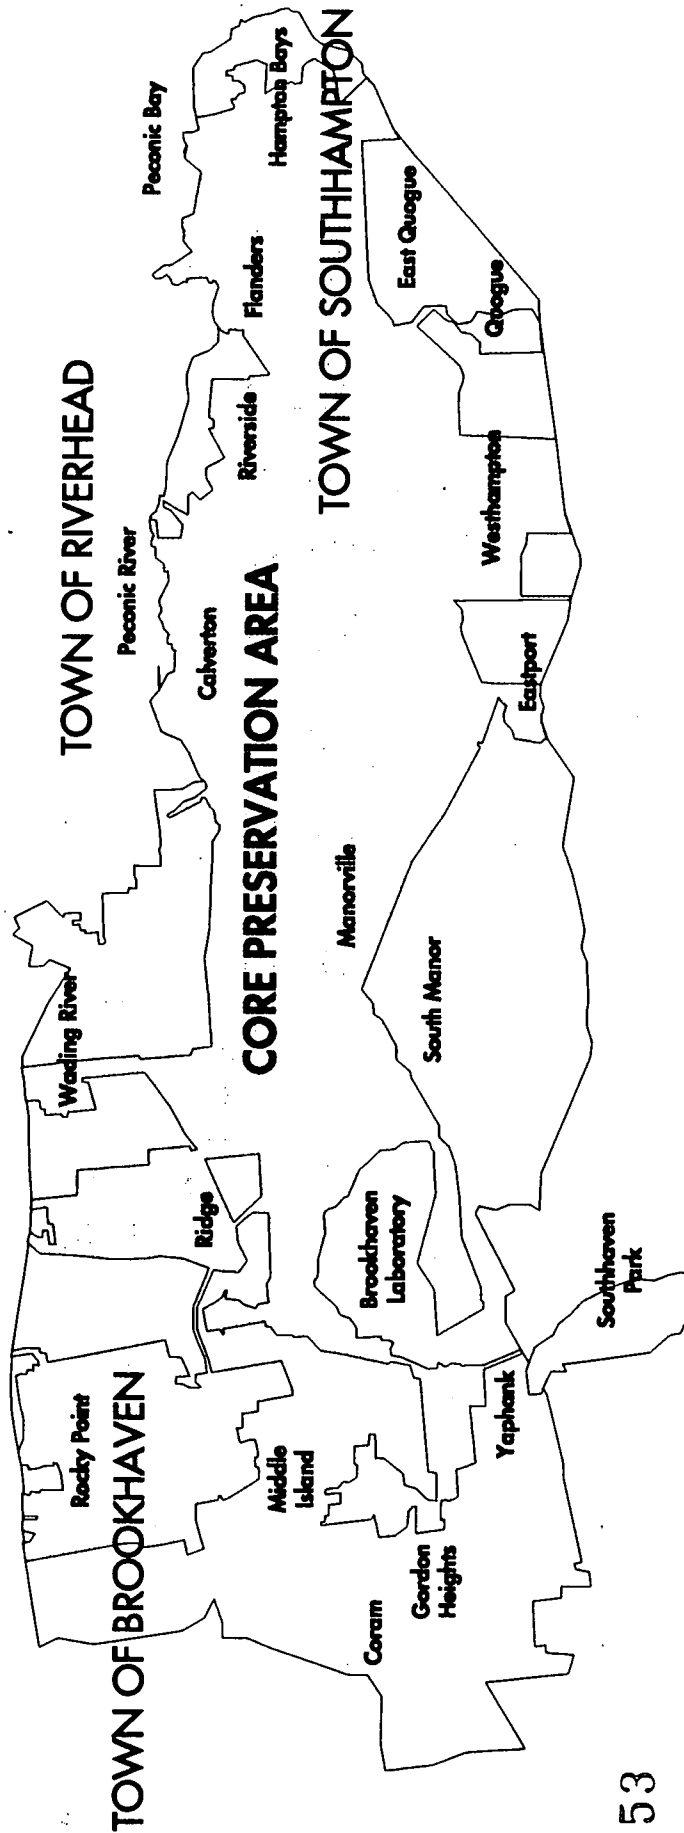 TOWN OF BROOKHAVEN
TOWN OF RIVERHEAD
TOWN OF SOUTHHAMPTON
CORE PRESERVATION AREA
Rocky Point
Wading River
Peconic River
Peconic Bay
Ridge
Calverton
Riverside
Flanders
Hampton Bays
Middle
Island
Manorville
Coram
Gordon
Heights
Brookhaven
Laboratory
South Manor
East Quogue
Quogue
Westhampton
Eastport
Yaphank
Southhaven
Park
53